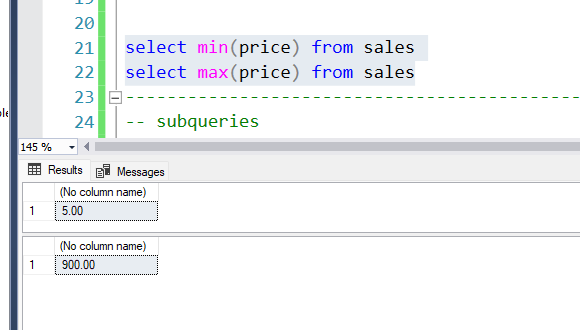 20
21 select min(price) from sales
22 select max(price) from sales
23 --------------------------------------------------
24 -- subqueries
145 %
Results Messages
(No column name)
1 5.00
(No column name)
1 900.00